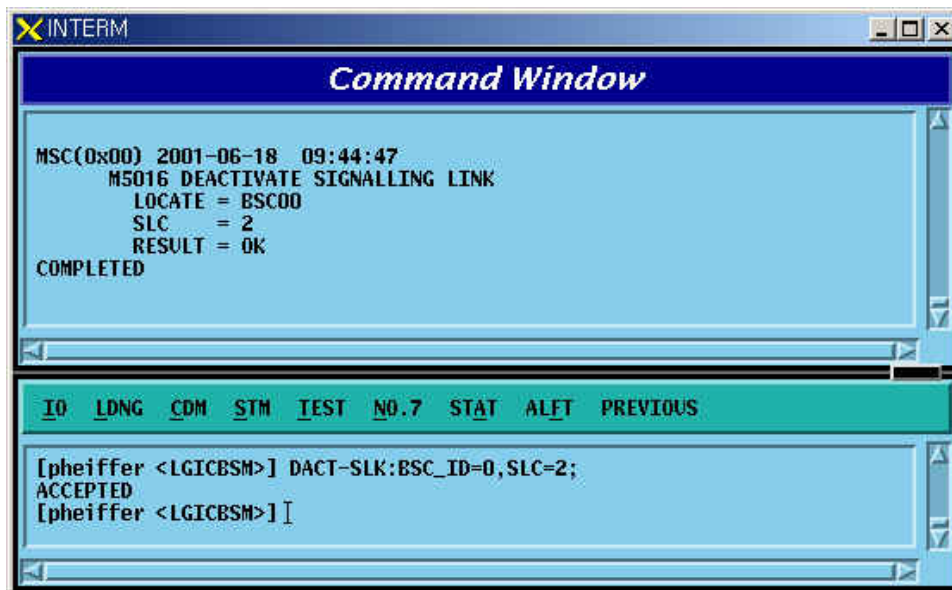 INTERM
Command Window
MSC(0x00) 2001-06-18 09:44:47
M5016 DEACTIVATE SIGNALLING LINK
LOCATE = BSC00
SLC = 2
RESULT = OK
COMPLETED
IO LDNG CDM STM TEST NO.7 STAT ALFT PREVIOUS
[pheiffer <LGICBSM>] DACT-SLK:BSC_ID=0,SLC=2;
ACCEPTED
[pheiffer <LGICBSM>]